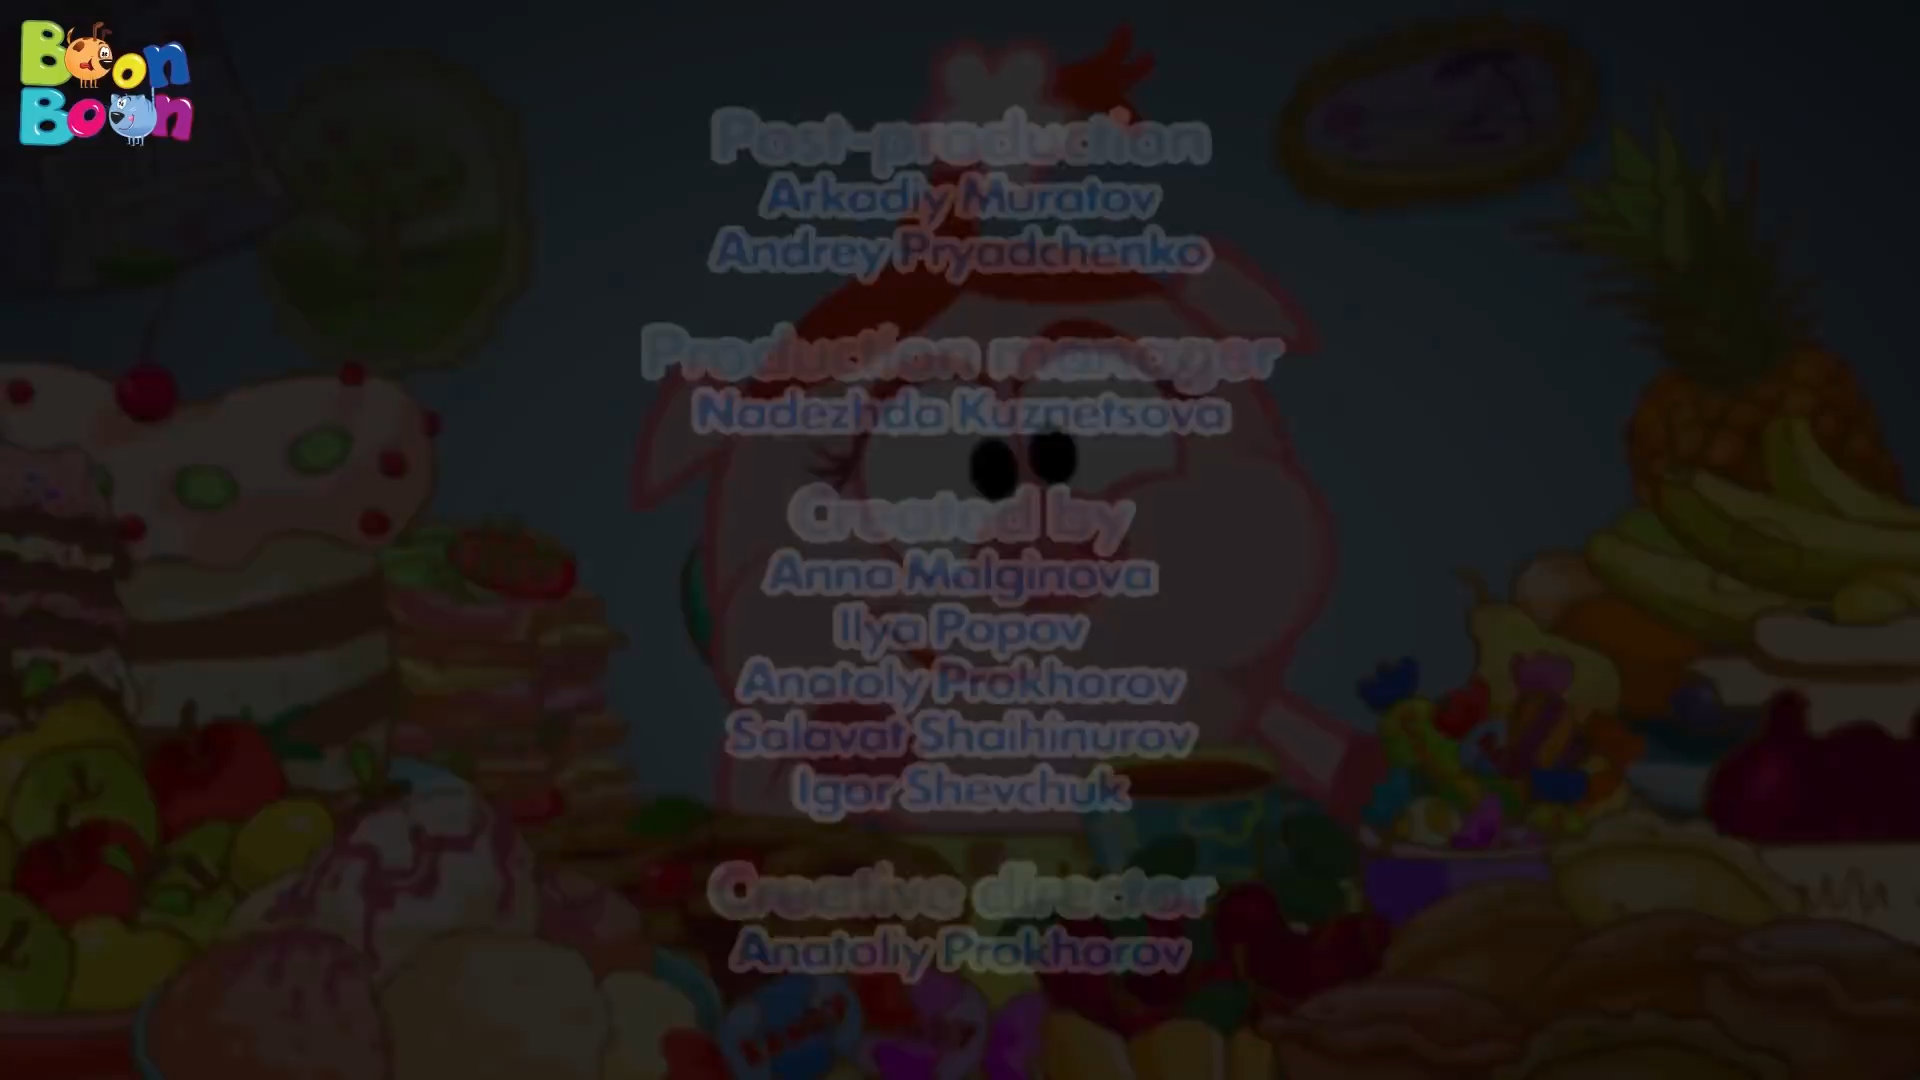 Boon
Boon
Post-production
Arkadiy Muratov
Andrey Pryadchenko
Production manager
Nadezhda Kuznetsova
Created by
Anna Malginova
Ilya Popov
Anatoly Prokhorov
Salavat Shaihinurov
Igor Shevchuk
Creative director
Anatoliy Prokhorov